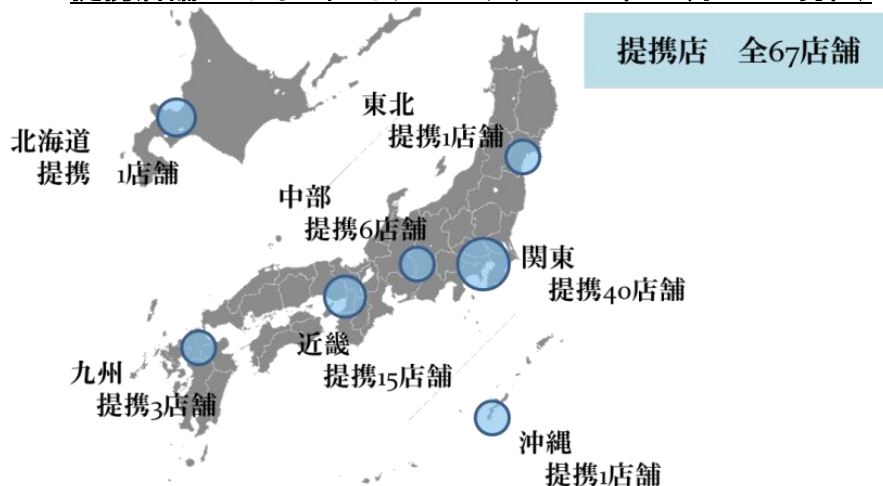 提携店　全67店舗
北海道
提携　1店舗
東北
提携1店舗
中部
提携6店舗
関東
提携40店舗
近畿
提携15店舗
九州
提携3店舗
沖縄
提携1店舗